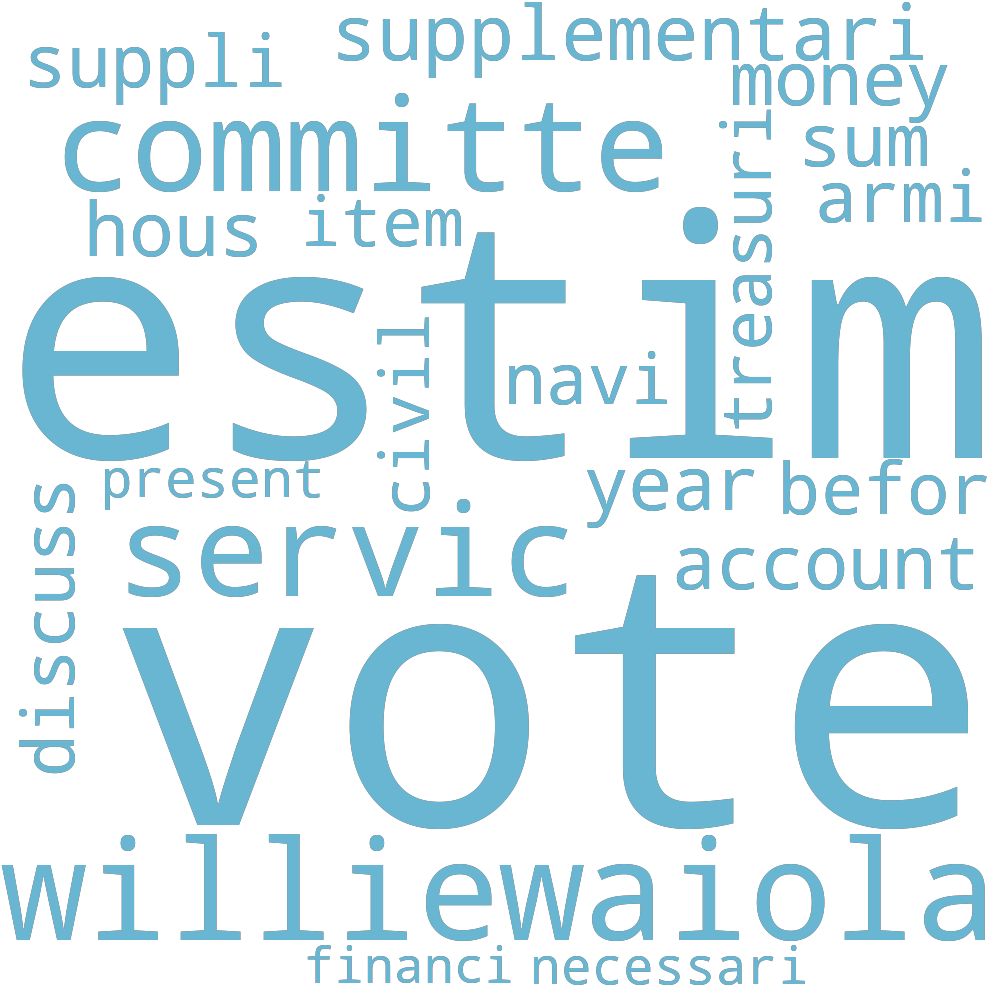 supplementari
suppli
money
committe
sum
treasuri
armi
hous
item
estim
civil
navi
present
year
befor
discuss
servic
account
vote
williewaiola
financi
necessari